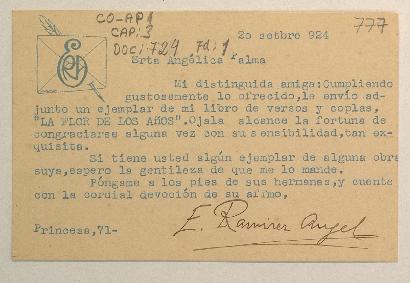 CO-AP1
CAP: 3
DOC: 724 Fd: 1
777
20 setbre 924
Srta Angélica Palma
Mi distinguida amiga: Cumpliendo
gustosamente lo ofrecido, le envío ad-
junto un ejemplar de mi libro de versos y coplas,
"LA FLOR DE LOS AÑOS". Ojala alcance la fortuna de
congraciarse alguna vez con su sensibilidad, tan ex-
quisita.
Si tiene usted algún ejemplar de alguna obra
suya, espero la gentileza de que me lo mande.
Póngame a los pies de sus hermanas, y cuente
con la cordial devoción de su affmo,
E. Ramírez Angel
Princesa, 71-